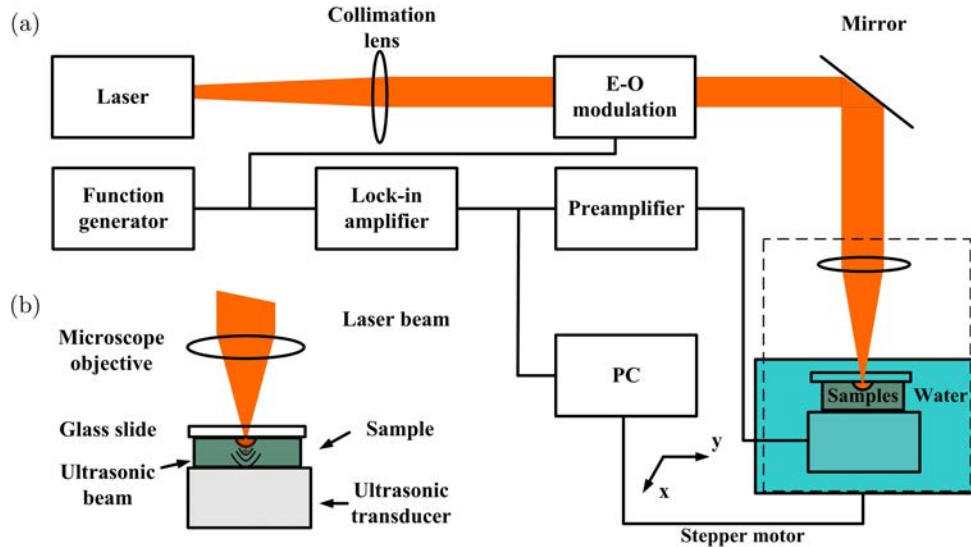 (a)
Collimation
lens
Mirror
Laser
E-O
modulation
Function
generator
Lock-in
amplifier
Preamplifier
(b)
Microscope
objective
Laser beam
PC
Samples
Water
Glass slide
Sample
Ultrasonic
beam
Ultrasonic
transducer
y
x
Stepper motor